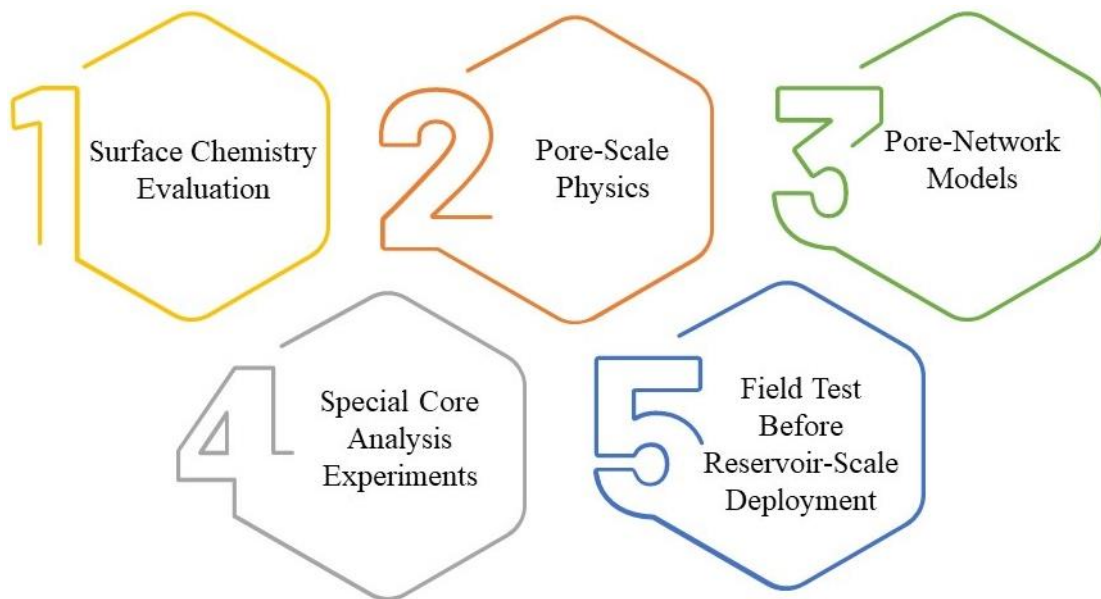 1
Surface Chemistry
Evaluation
2
Pore-Scale
Physics
3
Pore-Network
Models
4
Special Core
Analysis
Experiments
5
Field Test
Before
Reservoir-Scale
Deployment